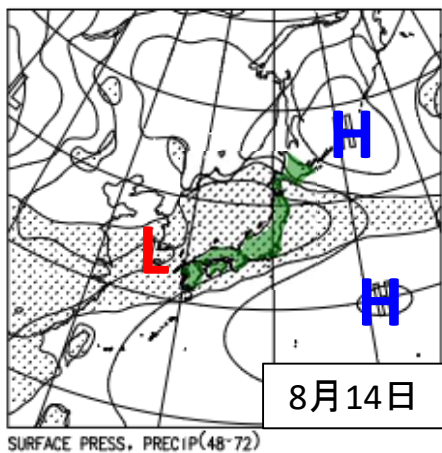 H
L
H
8月14日
SURFACE PRESS, PRECIP(48-72)